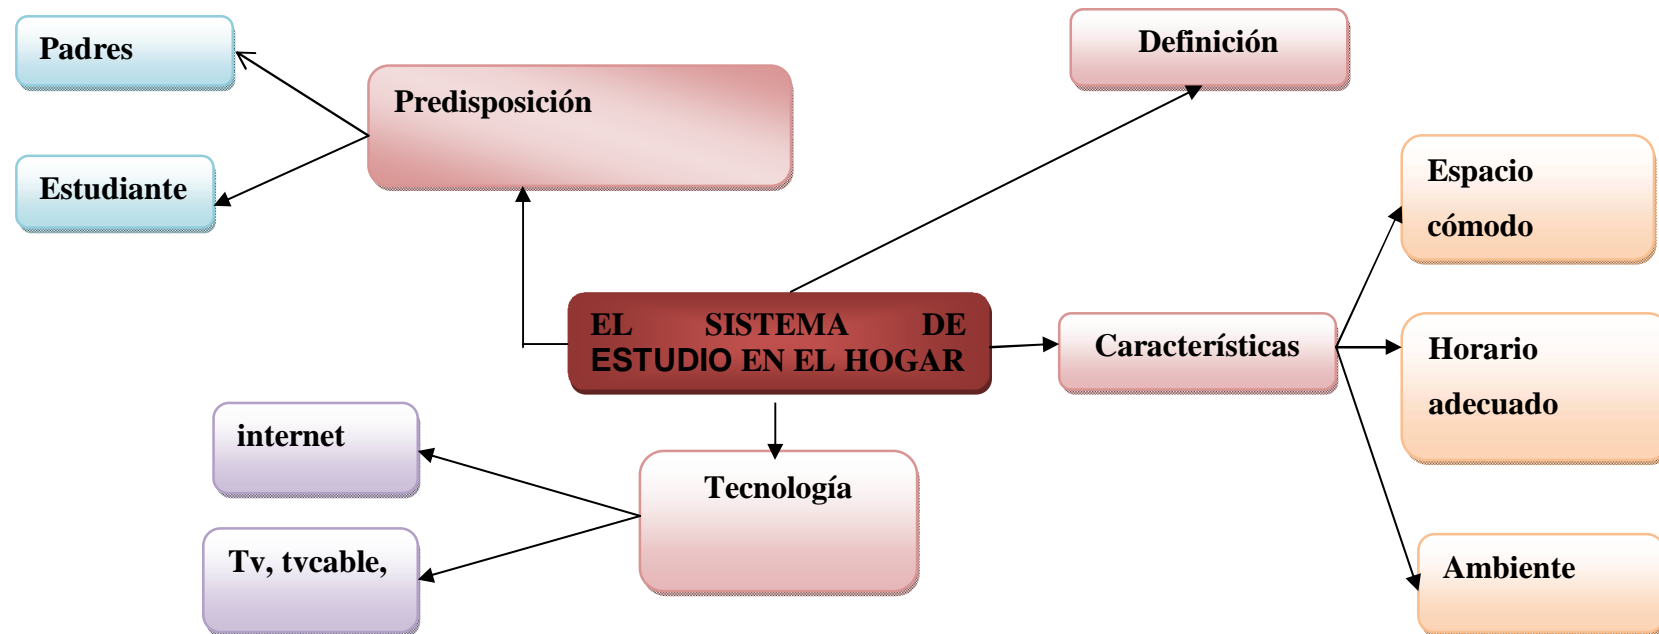 Padres
Definición
Predisposición
Estudiante
Espacio
cómodo
EL SISTEMA DE
ESTUDIO EN EL HOGAR
Características
Horario
adecuado
internet
Tecnología
Tv, tvcable,
Ambiente